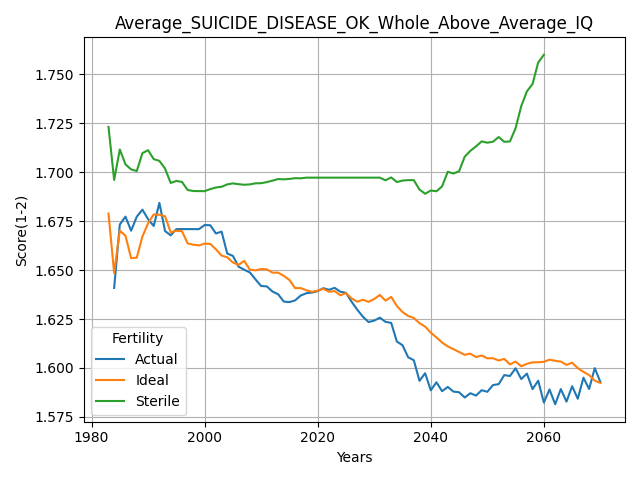 Average_SUICIDE_DISEASE_OK_Whole_Above_Average_IQ
Score(1-2)
1.750
1.725
1.700
1.675
1.650
1.625
1.600
1.575
Fertility
Actual
Ideal
Sterile
1980 2000 2020 2040 2060
Years